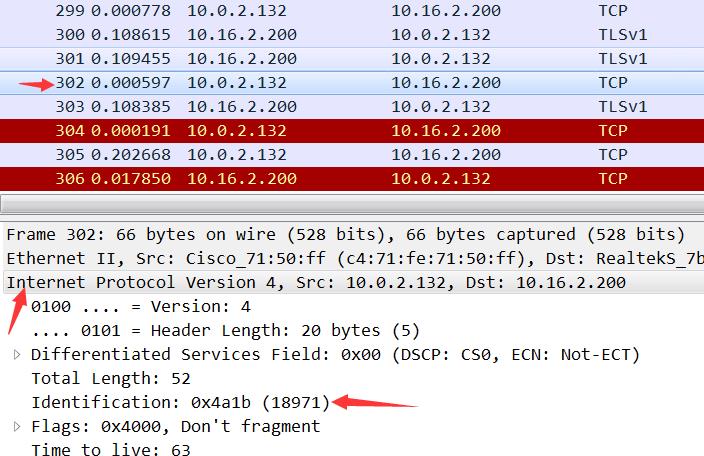 299 0.000778 10.0.2.132 10.16.2.200 TCP
300 0.108615 10.16.2.200 10.0.2.132 TLSv1
301 0.109455 10.16.2.200 10.0.2.132 TLSv1
302 0.000597 10.0.2.132 10.16.2.200 TCP
303 0.108385 10.16.2.200 10.0.2.132 TLSv1
304 0.000191 10.0.2.132 10.16.2.200 TCP
305 0.202668 10.0.2.132 10.16.2.200 TCP
306 0.017850 10.16.2.200 10.0.2.132 TCP
Frame 302: 66 bytes on wire (528 bits), 66 bytes captured (528 bits)
Ethernet II, Src: Cisco_71:50:ff (c4:71:fe:71:50:ff), Dst: RealtekS_7b
Internet Protocol Version 4, Src: 10.0.2.132, Dst: 10.16.2.200
0100 .... = Version: 4
.... 0101 = Header Length: 20 bytes (5)
Differentiated Services Field: 0x00 (DSCP: CS0, ECN: Not-ECT)
Total Length: 52
Identification: 0x4a1b (18971)
Flags: 0x4000, Don't fragment
Time to live: 63